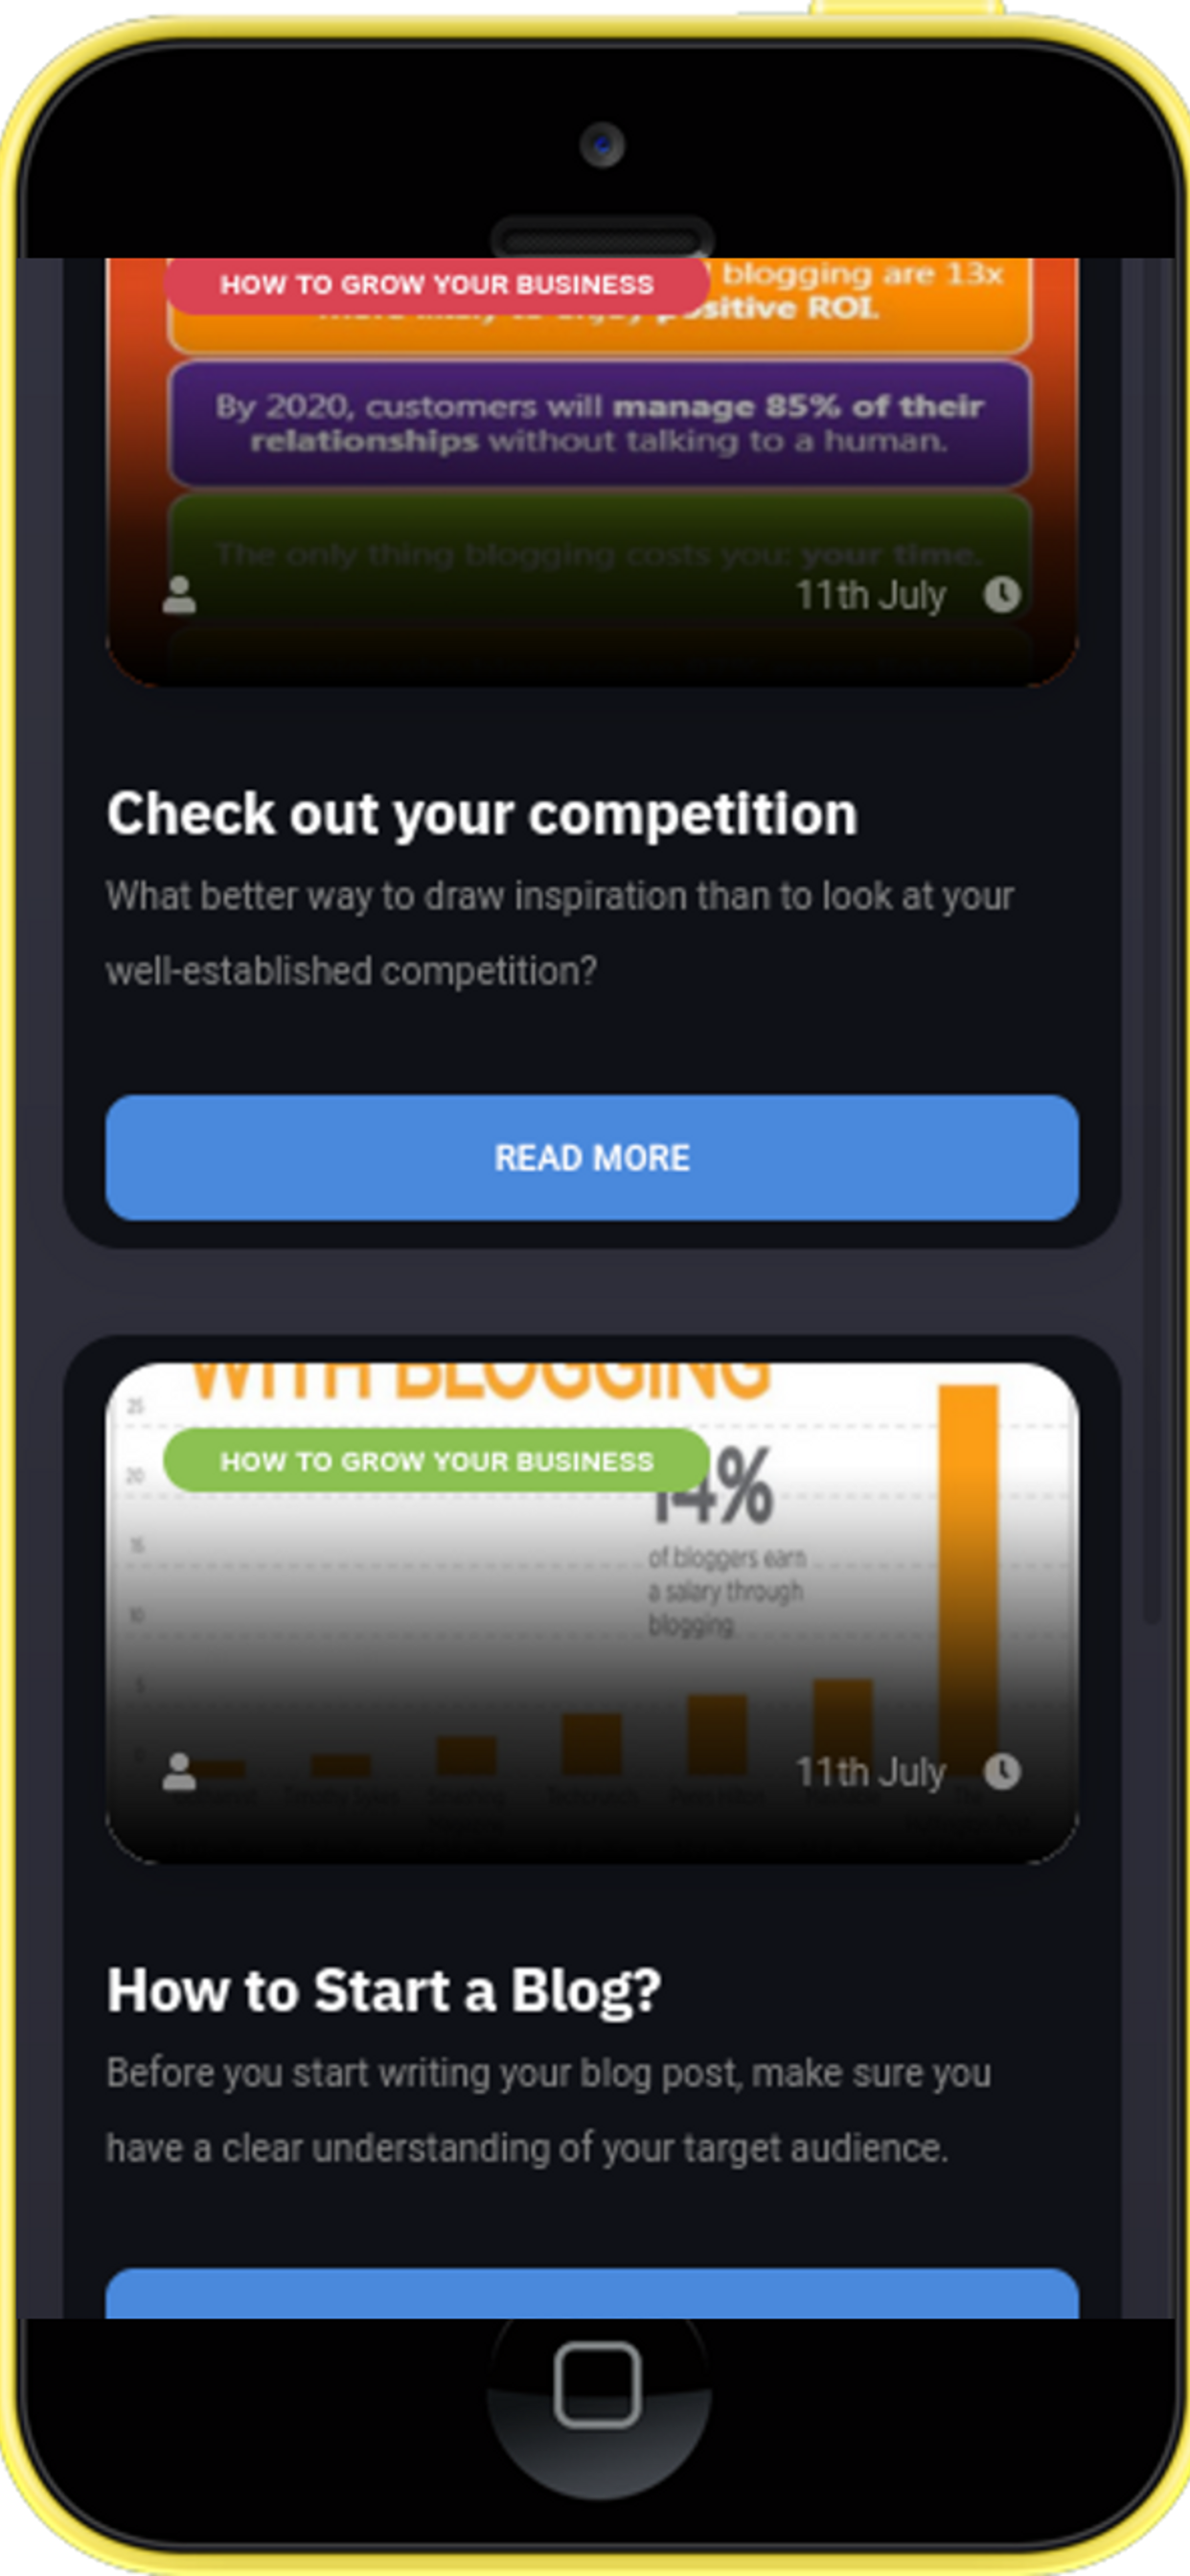 HOW TO GROW YOUR BUSINESS
blogging are 13x
positive ROI.
By 2020, customers will manage 85% of their
relationships without talking to a human.
The only thing blogging costs you: your time.
11th July
Check out your competition
What better way to draw inspiration than to look at your
well-established competition?
READ MORE
WITH BLOGGING
25
HOW TO GROW YOUR BUSINESS
20
14%
15
of bloggers earn
a salary through
10
blogging
5
11th July
How to Start a Blog?
Before you start writing your blog post, make sure you
have a clear understanding of your target audience.